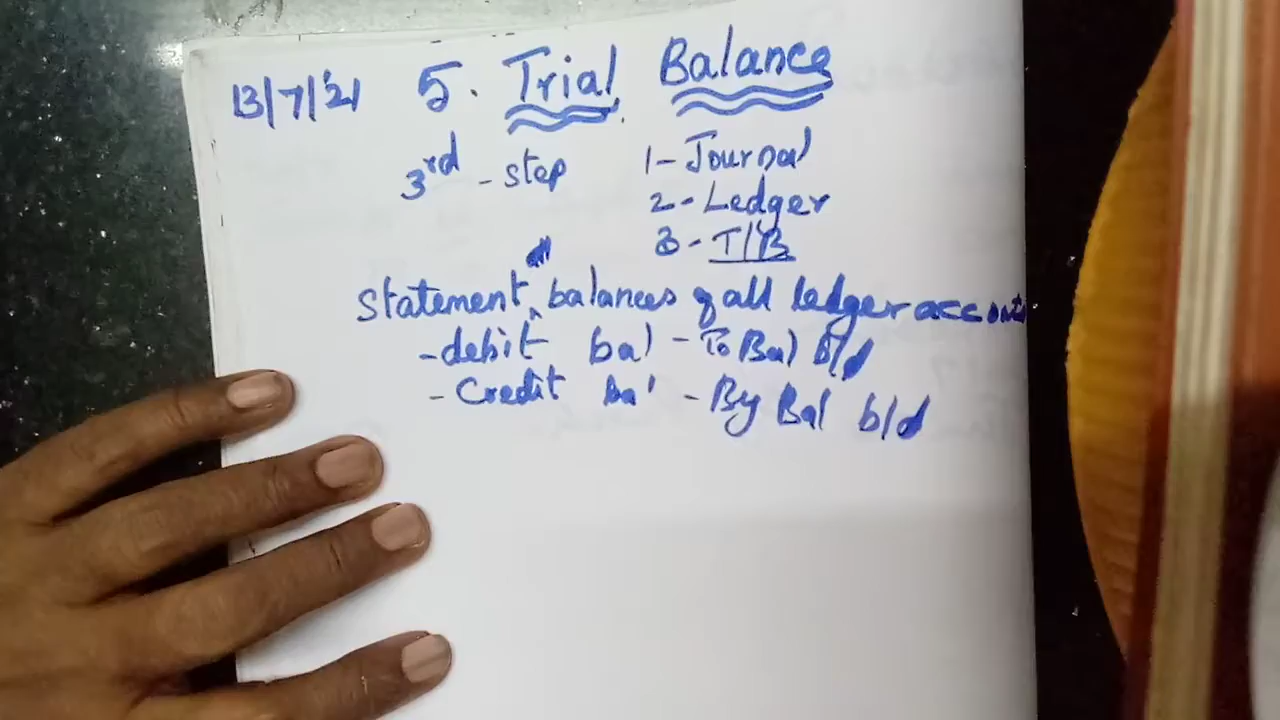 13/7/'21 5. Trial Balance
3rd - step 1 - Journal
2 - Ledger
3 - T/B
Statement balances of all ledger accounts
- debit bal - To Bal b/d
- Credit bal - By Bal b/d